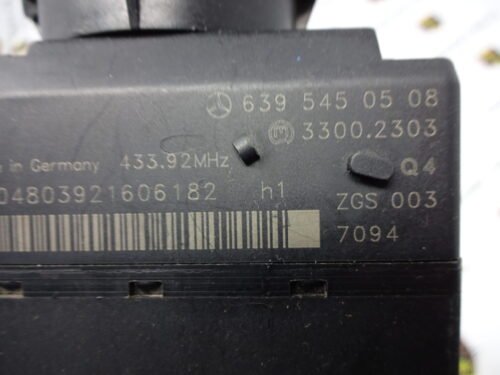 639 545 05 08
3300.2303
in Germany 433.92MHz Q4
04803921606182 h1 ZGS 003
7094